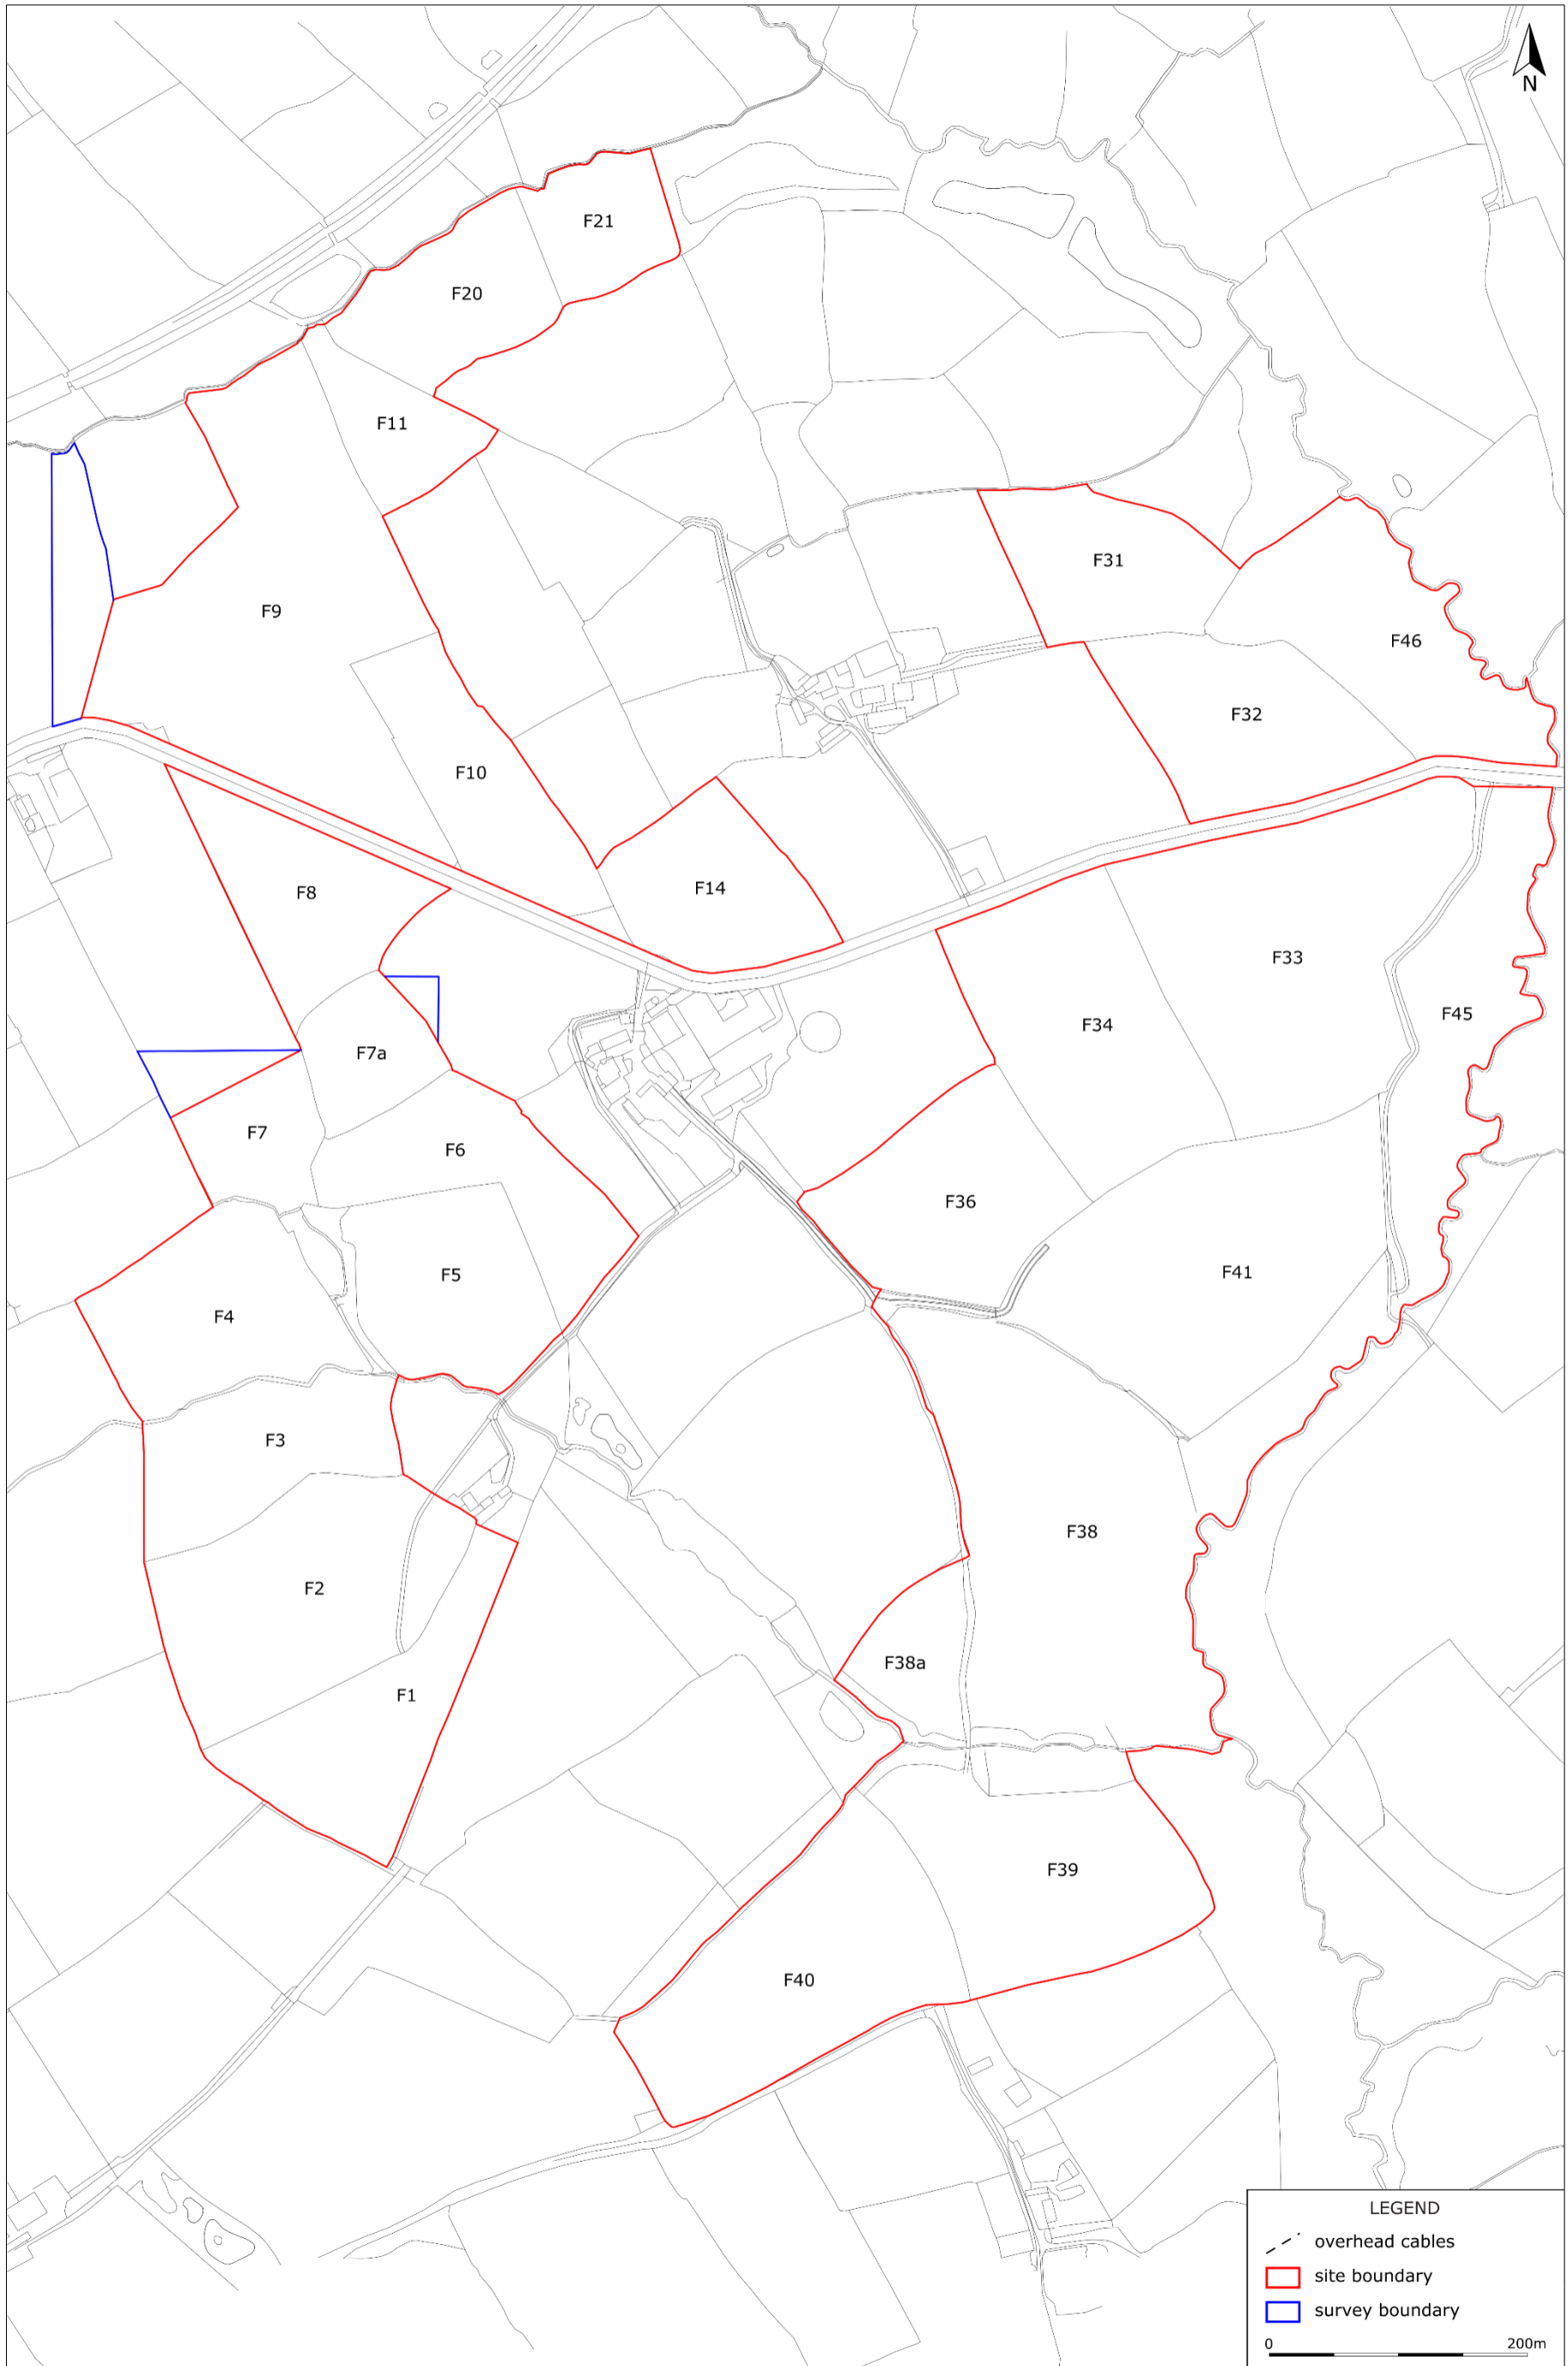 N
F21
F20
F11
F31
F9
F46
F32
F10
F14
F8
F33
F45
F34
F7a
F7
F6
F36
F5
F41
F4
F3
F38
F2
F38a
F1
F39
F40
LEGEND
overhead cables
site boundary
survey boundary
0 200m